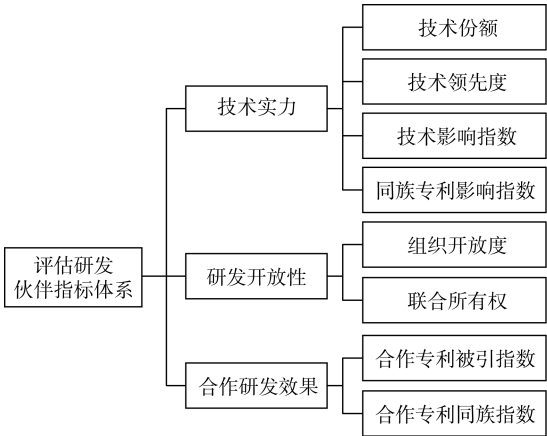 技术份额
技术领先度
技术实力
技术影响指数
同族专利影响指数
评估研发
伙伴指标体系
组织开放度
研发开放性
联合所有权
合作专利被引指数
合作研发效果
合作专利同族指数